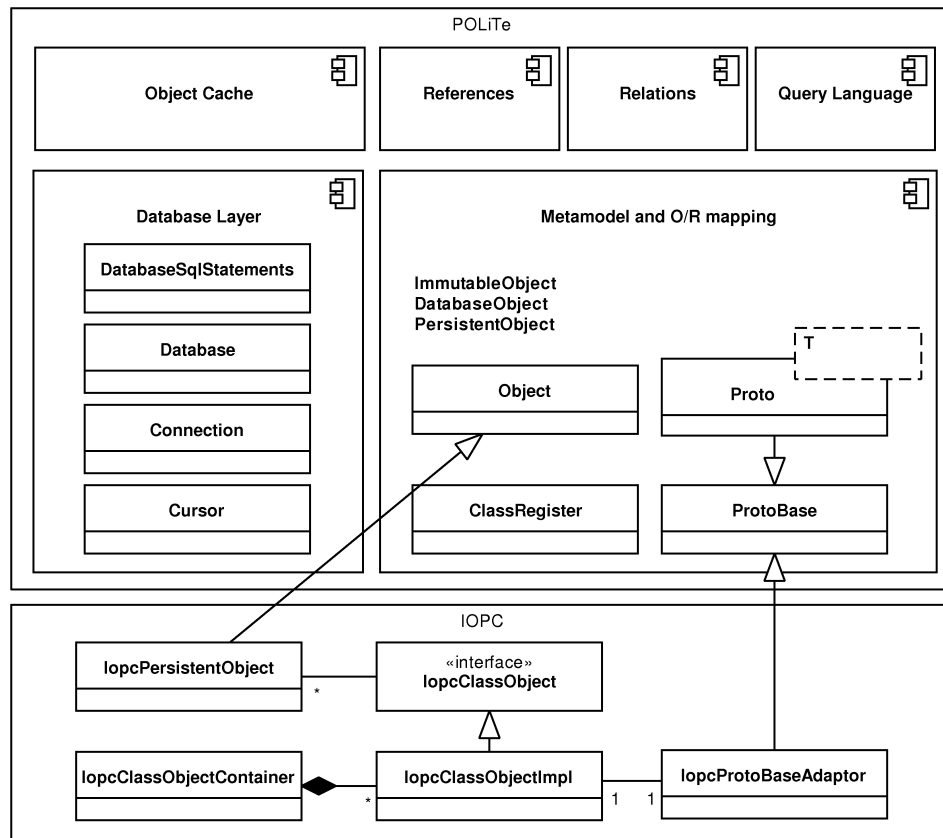 POLiTe
Object Cache
References
Relations
Query Language
Database Layer
DatabaseSqlStatements
Database
Connection
Cursor
Metamodel and O/R mapping
ImmutableObject
DatabaseObject
PersistentObject
T
Object
Proto
ClassRegister
ProtoBase
IOPC
IopcPersistentObject
*
«interface»
IopcClassObject
IopcClassObjectContainer
*
IopcClassObjectImpl
1
1
IopcProtoBaseAdaptor